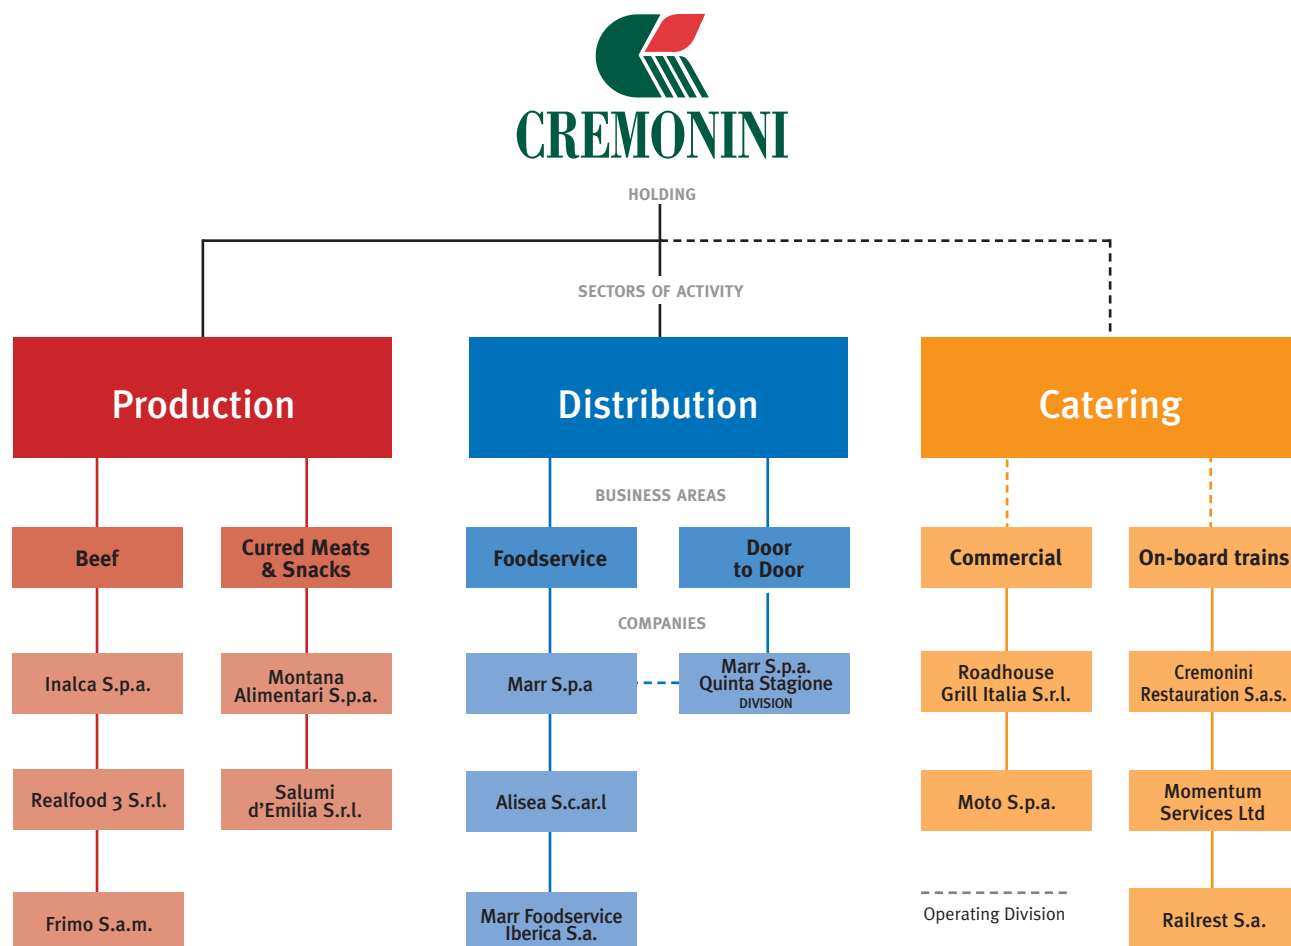 CREMONINI
HOLDING
SECTORS OF ACTIVITY
Production
Distribution
Catering
BUSINESS AREAS
Beef
Curred Meats
& Snacks
Foodservice
Door
to Door
Commercial
On-board trains
COMPANIES
Inalca S.p.a.
Montana
Alimentari S.p.a.
Marr S.p.a
Marr S.p.a.
Quinta Stagione
DIVISION
Roadhouse
Grill Italia S.r.l.
Cremonini
Restauration S.a.s.
Realfood 3 S.r.l.
Salumi
d'Emilia S.r.l.
Alisea S.c.ar.l
Moto S.p.a.
Momentum
Services Ltd
Frimo S.a.m.
Marr Foodservice
Iberica S.a.
Operating Division
Railrest S.a.